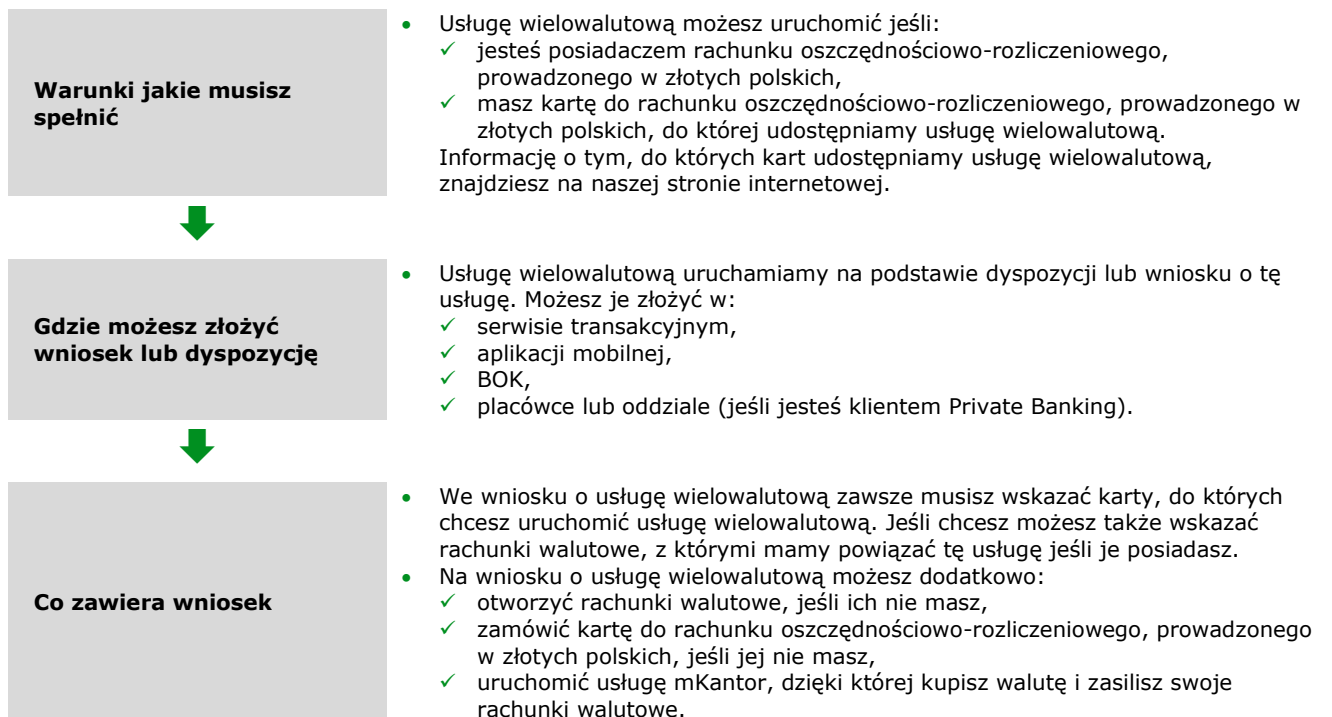 Warunki jakie musisz
spełnić
• Usługę wielowalutową możesz uruchomić jeśli:
✓ jesteś posiadaczem rachunku oszczędnościowo-rozliczeniowego,
prowadzonego w złotych polskich,
✓ masz kartę do rachunku oszczędnościowo-rozliczeniowego, prowadzonego w
złotych polskich, do której udostępniamy usługę wielowalutową.
Informację o tym, do których kart udostępniamy usługę wielowalutową,
znajdziesz na naszej stronie internetowej.
Gdzie możesz złożyć
wniosek lub dyspozycję
• Usługę wielowalutową uruchamiamy na podstawie dyspozycji lub wniosku o tę
usługę. Możesz je złożyć w:
✓ serwisie transakcyjnym,
✓ aplikacji mobilnej,
✓ BOK,
✓ placówce lub oddziale (jeśli jesteś klientem Private Banking).
Co zawiera wniosek
• We wniosku o usługę wielowalutową zawsze musisz wskazać karty, do których
chcesz uruchomić usługę wielowalutową. Jeśli chcesz możesz także wskazać
rachunki walutowe, z którymi mamy powiązać tę usługę jeśli je posiadasz.
• Na wniosku o usługę wielowalutową możesz dodatkowo:
✓ otworzyć rachunki walutowe, jeśli ich nie masz,
✓ zamówić kartę do rachunku oszczędnościowo-rozliczeniowego, prowadzonego
w złotych polskich, jeśli jej nie masz,
✓ uruchomić usługę mKantor, dzięki której kupisz walutę i zasilisz swoje
rachunki walutowe.